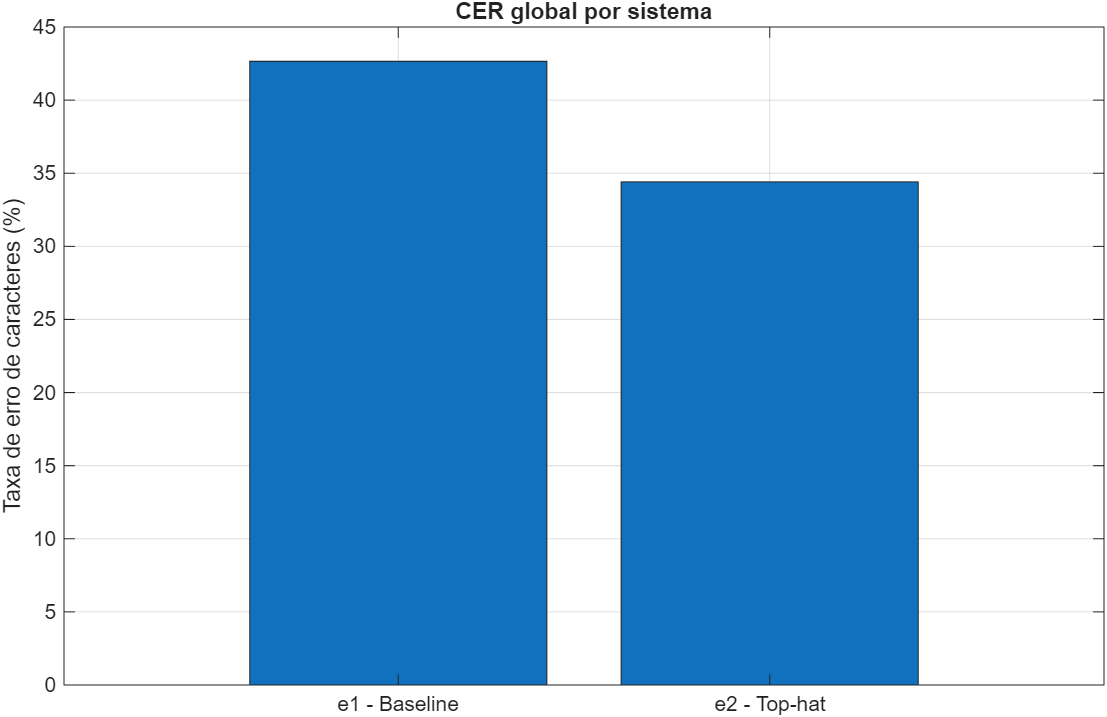 CER global por sistema
Taxa de erro de caracteres (%)
45
40
35
30
25
20
15
10
5
0
e1 - Baseline
e2 - Top-hat